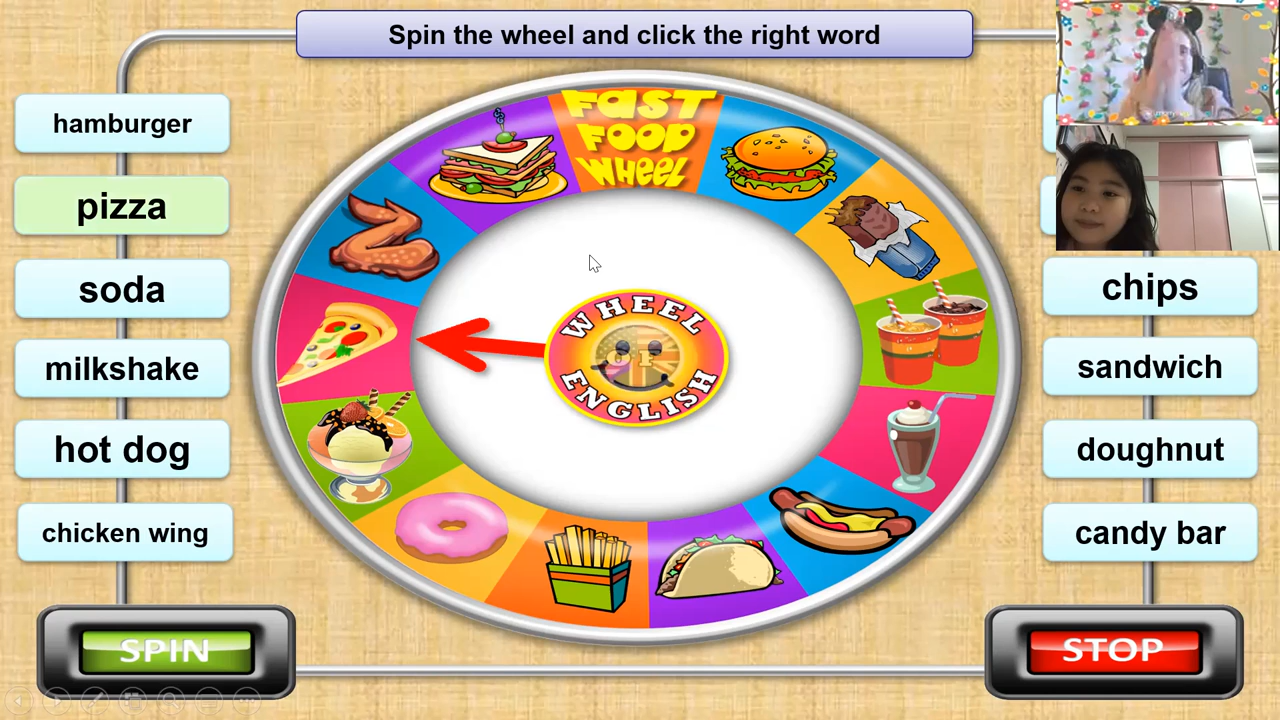 Spin the wheel and click the right word
hamburger
pizza
soda
milkshake
hot dog
chicken wing
FAST
FOOD
WHEEL
WHEEL
OF
ENGLISH
chips
sandwich
doughnut
candy bar
SPIN
STOP